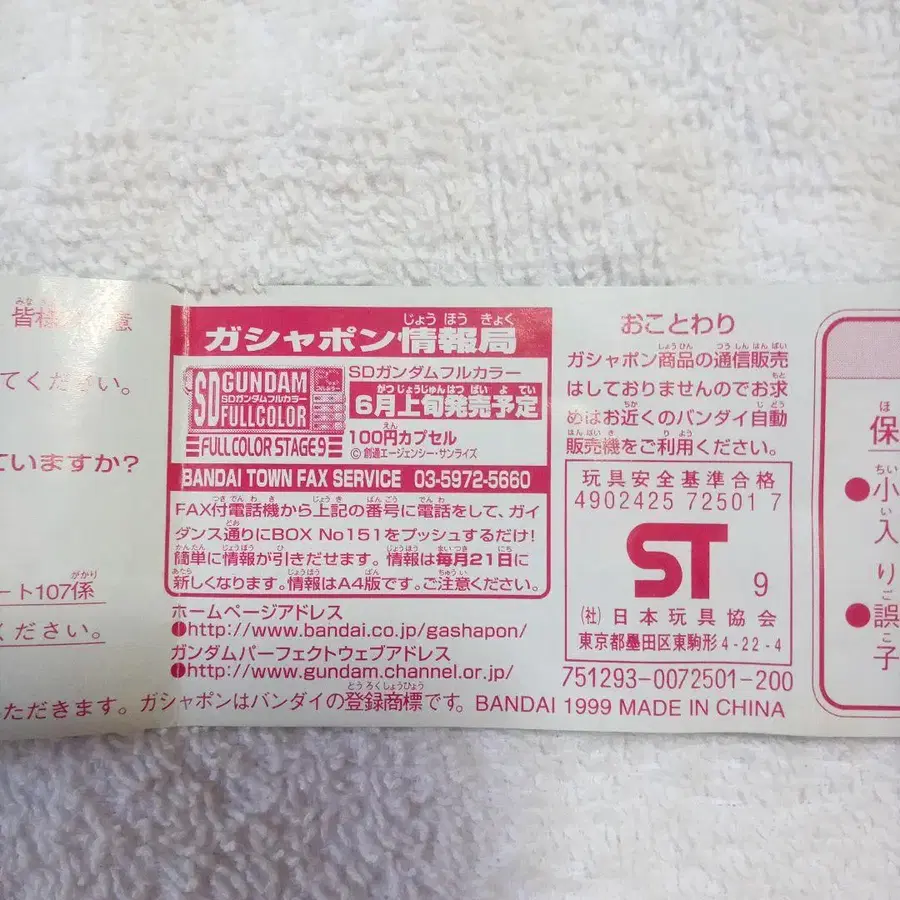 皆様
てください。
ていますか?
ート107係
ください。
ガシャポン情報局
SD GUNDAM
SDガンダムフルカラー
FULLCOLOR
FULLCOLOR STAGE9
SDガンダムフルカラー
6月上旬発売予定
100円カプセル
© 創通エージェンシー・サンライズ
BANDAI TOWN FAX SERVICE 03-5972-5660
FAX付電話機から上記の番号に電話をして、ガイ
ダンス通りにBOX No151をプッシュするだけ!
簡単に情報が引きだせます。情報は毎月21日に
新しくなります。情報はA4版です。ご注意ください。
ホームページアドレス
●http://www.bandai.co.jp/gashapon/
ガンダムパーフェクトウェブアドレス
●http://www.gundam.channel.or.jp/
おことわり
ガシャポン商品の通信販売
はしておりませんのでお求
めはお近くのバンダイ自動
販売機をご利用ください。
玩具安全基準合格
4902425 72501 7
ST 9
(社)日本玩具協会
東京都墨田区東駒形4-22-4
751293-0072501-200
ただきます。ガシャポンはバンダイの登録商標です。BANDAI 1999 MADE IN CHINA
保
●小
入
り
●誤
子